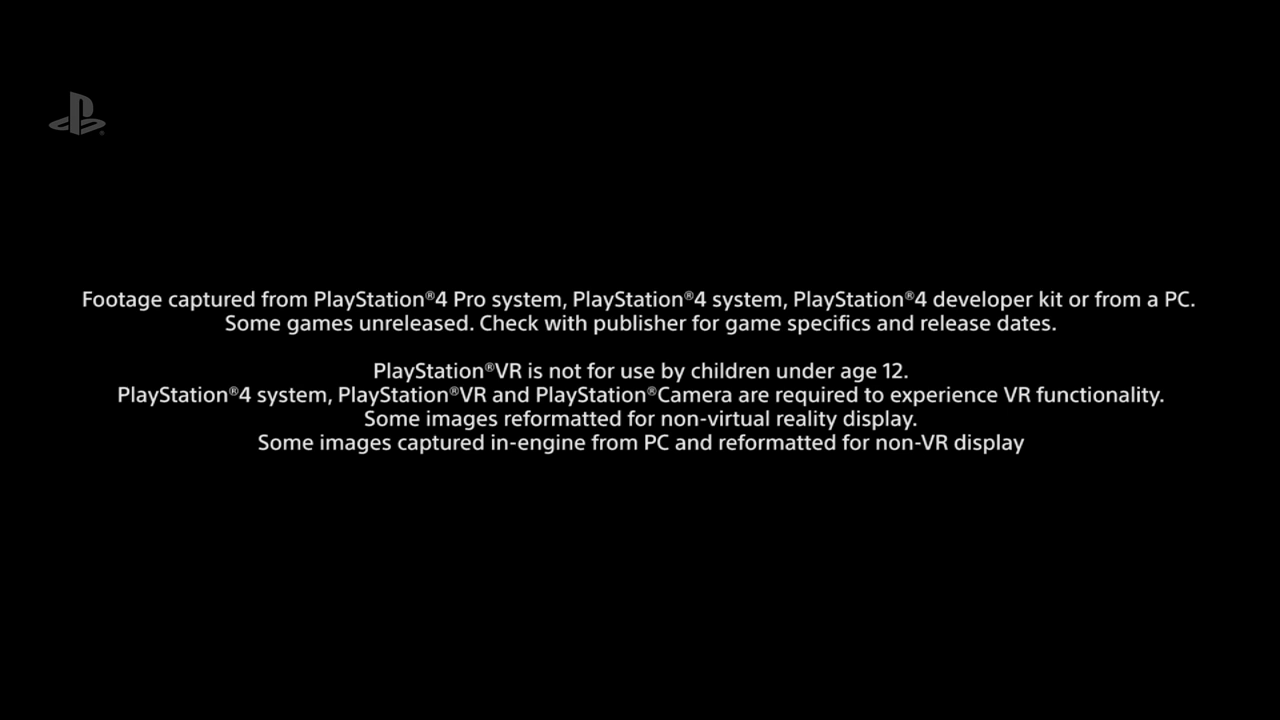 Footage captured from PlayStation®4 Pro system, PlayStation®4 system, PlayStation®4 developer kit or from a PC.
Some games unreleased. Check with publisher for game specifics and release dates.
PlayStation®VR is not for use by children under age 12.
PlayStation®4 system, PlayStation®VR and PlayStation®Camera are required to experience VR functionality.
Some images reformatted for non-virtual reality display.
Some images captured in-engine from PC and reformatted for non-VR display